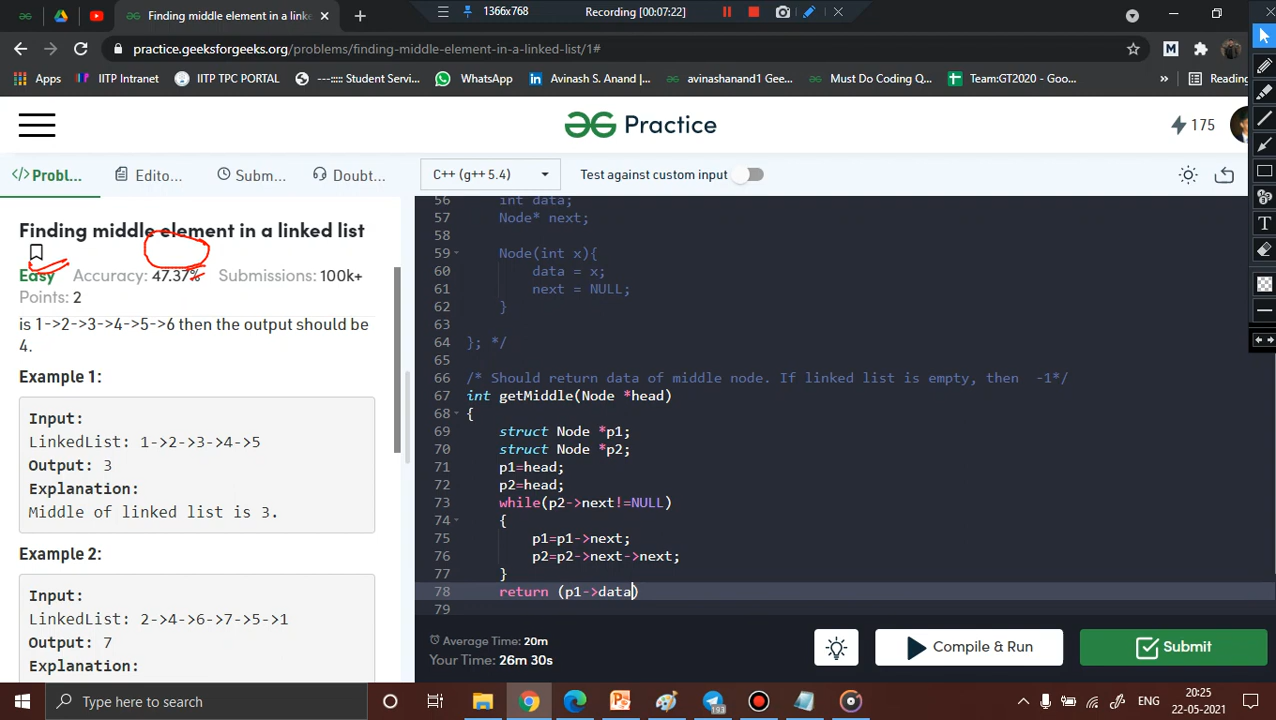 1366x768
Recording [00:07:22]
Finding middle element in a linke
practice.geeksforgeeks.org/problems/finding-middle-element-in-a-linked-list/1#
Apps
IITP Intranet
IITP TPC PORTAL
---::::: Student Servi...
WhatsApp
Avinash S. Anand |...
avinashanand1 Gee...
Must Do Coding Q...
Team:GT2020 - Goo...
»
Reading
Practice
175
</> Probl...
Edito...
Subm...
Doubt...
C++ (g++ 5.4)
Test against custom input
Finding middle element in a linked list
Easy Accuracy: 47.37% Submissions: 100k+
Points: 2
is 1->2->3->4->5->6 then the output should be
4.
Example 1:
Input:
LinkedList: 1->2->3->4->5
Output: 3
Explanation:
Middle of linked list is 3.
Example 2:
Input:
LinkedList: 2->4->6->7->5->1
Output: 7
Explanation:
56 int data;
57 Node* next;
58
59 Node(int x){
60 data = x;
61 next = NULL;
62 }
63
64 }; */
65
66 /* Should return data of middle node. If linked list is empty, then -1*/
67 int getMiddle(Node *head)
68 {
69 struct Node *p1;
70 struct Node *p2;
71 p1=head;
72 p2=head;
73 while(p2->next!=NULL)
74 {
75 p1=p1->next;
76 p2=p2->next->next;
77 }
78 return (p1->data)
79
Average Time: 20m
Your Time: 26m 30s
Compile & Run
Submit
Type here to search
193
ENG
20:25
22-05-2021